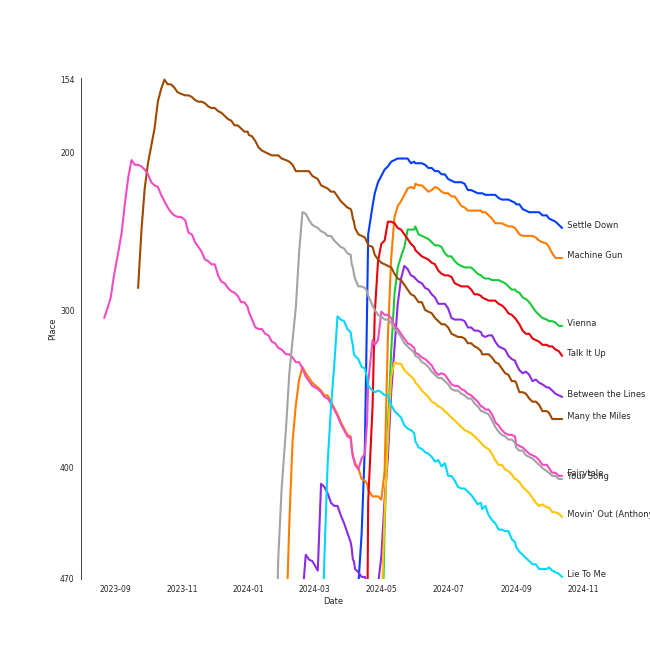 154
200
300
400
470
Place
2023-09
2023-11
2024-01
2024-03
2024-05
2024-07
2024-09
2024-11
Date
Settle Down
Machine Gun
Vienna
Talk It Up
Between the Lines
Many the Miles
Fairytale
Your Song
Movin' Out (Anthony
Lie To Me